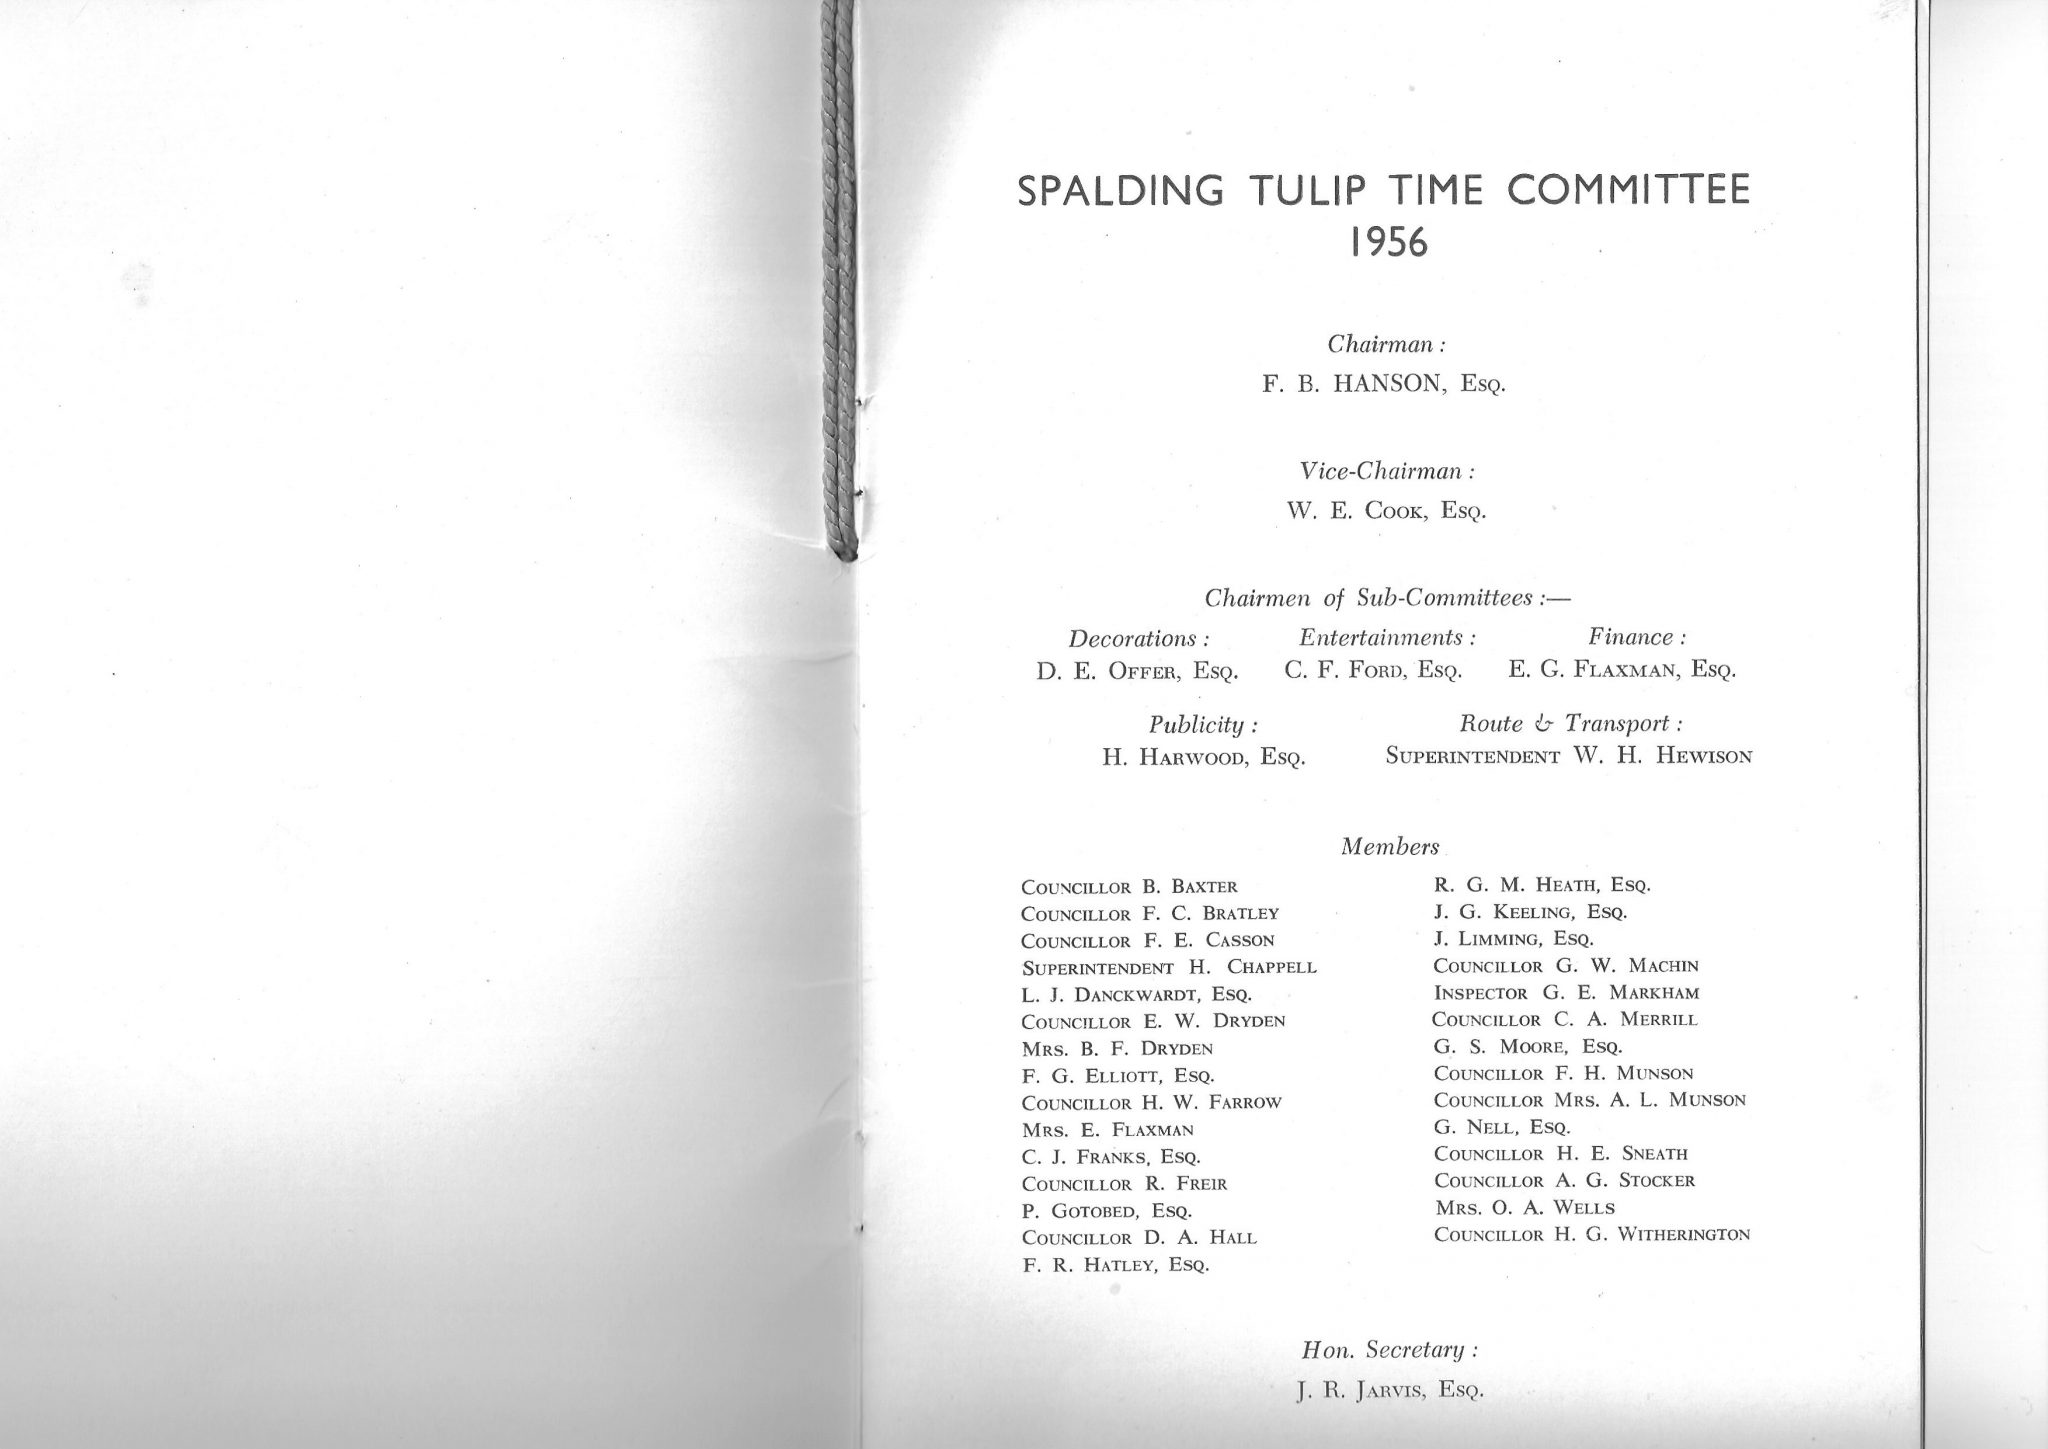 SPALDING TULIP TIME COMMITTEE
1956
Chairman :
F. B. HANSON, Esq.
Vice-Chairman :
W. E. Cook, Esq.
Chairmen of Sub-Committees :—
Decorations : Entertainments : Finance :
D. E. Offer, Esq. C. F. Ford, Esq. E. G. Flaxman, Esq.
Publicity : Route & Transport :
H. Harwood, Esq. Superintendent W. H. Hewison
Members
Councillor B. Baxter
Councillor F. C. Bratley
Councillor F. E. Casson
Superintendent H. Chappell
L. J. Danckwardt, Esq.
Councillor E. W. Dryden
Mrs. B. F. Dryden
F. G. Elliott, Esq.
Councillor H. W. Farrow
Mrs. E. Flaxman
C. J. Franks, Esq.
Councillor R. Freir
P. Gotobed, Esq.
Councillor D. A. Hall
F. R. Hatley, Esq.
R. G. M. Heath, Esq.
J. G. Keeling, Esq.
J. Limming, Esq.
Councillor G. W. Machin
Inspector G. E. Markham
Councillor C. A. Merrill
G. S. Moore, Esq.
Councillor F. H. Munson
Councillor Mrs. A. L. Munson
G. Nell, Esq.
Councillor H. E. Sneath
Councillor A. G. Stocker
Mrs. O. A. Wells
Councillor H. G. Witherington
Hon. Secretary :
J. R. Jarvis, Esq.